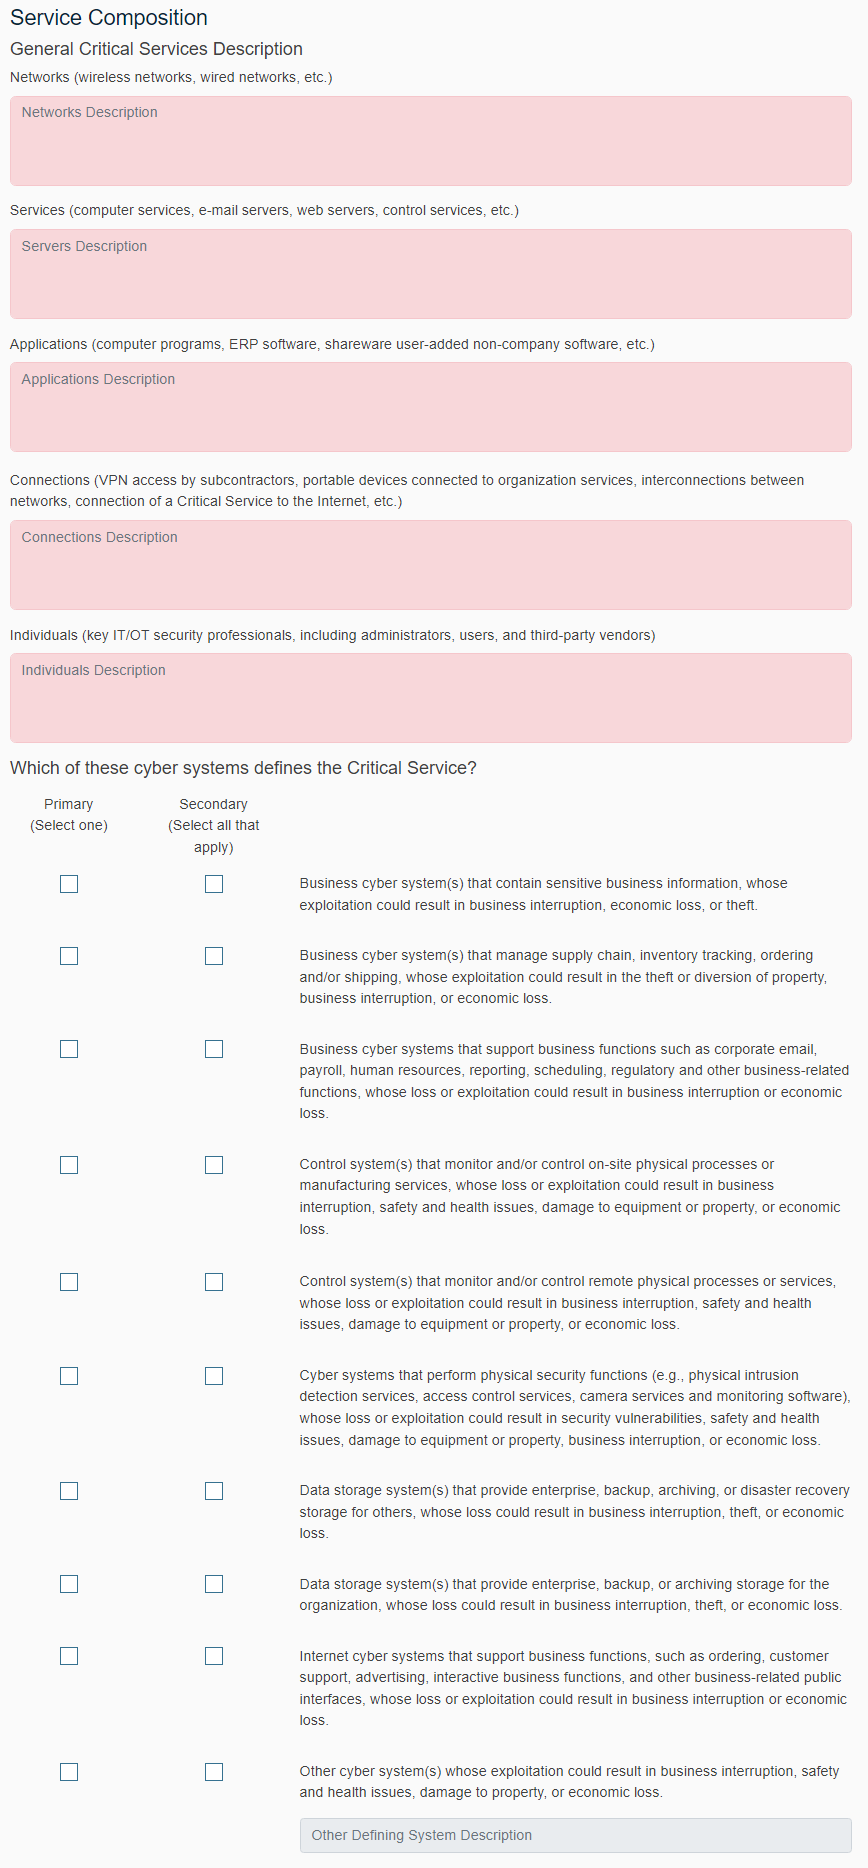 Service Composition
General Critical Services Description
Networks (wireless networks, wired networks, etc.)
Networks Description
Services (computer services, e-mail servers, web servers, control services, etc.)
Servers Description
Applications (computer programs, ERP software, shareware user-added non-company software, etc.)
Applications Description
Connections (VPN access by subcontractors, portable devices connected to organization services, interconnections between
networks, connection of a Critical Service to the Internet, etc.)
Connections Description
Individuals (key IT/OT security professionals, including administrators, users, and third-party vendors)
Individuals Description
Which of these cyber systems defines the Critical Service?
Primary
(Select one)
Secondary
(Select all that
apply)
Business cyber system(s) that contain sensitive business information, whose
exploitation could result in business interruption, economic loss, or theft.
Business cyber system(s) that manage supply chain, inventory tracking, ordering
and/or shipping, whose exploitation could result in the theft or diversion of property,
business interruption, or economic loss.
Business cyber systems that support business functions such as corporate email,
payroll, human resources, reporting, scheduling, regulatory and other business-related
functions, whose loss or exploitation could result in business interruption or economic
loss.
Control system(s) that monitor and/or control on-site physical processes or
manufacturing services, whose loss or exploitation could result in business
interruption, safety and health issues, damage to equipment or property, or economic
loss.
Control system(s) that monitor and/or control remote physical processes or services,
whose loss or exploitation could result in business interruption, safety and health
issues, damage to equipment or property, or economic loss.
Cyber systems that perform physical security functions (e.g., physical intrusion
detection services, access control services, camera services and monitoring software),
whose loss or exploitation could result in security vulnerabilities, safety and health
issues, damage to equipment or property, business interruption, or economic loss.
Data storage system(s) that provide enterprise, backup, archiving, or disaster recovery
storage for others, whose loss could result in business interruption, theft, or economic
loss.
Data storage system(s) that provide enterprise, backup, or archiving storage for the
organization, whose loss could result in business interruption, theft, or economic loss.
Internet cyber systems that support business functions, such as ordering, customer
support, advertising, interactive business functions, and other business-related public
interfaces, whose loss or exploitation could result in business interruption or economic
loss.
Other cyber system(s) whose exploitation could result in business interruption, safety
and health issues, damage to property, or economic loss.
Other Defining System Description